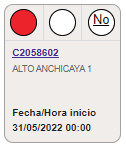 No
C2058602
ALTO ANCHICAYA 1
Fecha/Hora inicio
31/05/2022 00:00